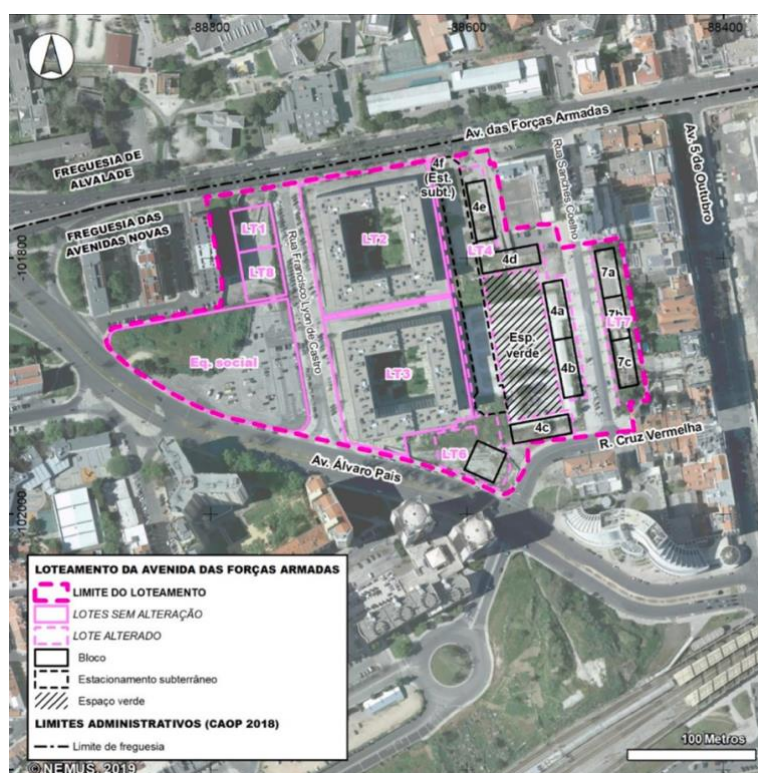 -88800
-88600
-88400
Av. das Forças Armadas
FREGUESIA DE
ALVALADE
FREGUESIA DAS
AVENIDAS NOVAS
4f
(Est.
subt.)
Rua Sanches Coelho
Av. 5 de Outubro
-101800
LT1
LT8
Rua Francisco Lyon de Castro
LT2
4e
LT4
4d
7a
4a
7b
LT7
Esp.
verde
Eq. social
LT3
4b
7c
4c
R. Cruz Vermelha
LT6
Av. Álvaro Pais
-102000
LOTEAMENTO DA AVENIDA DAS FORÇAS ARMADAS
LIMITE DO LOTEAMENTO
LOTES SEM ALTERAÇÃO
LOTE ALTERADO
Bloco
Estacionamento subterrâneo
Espaço verde
LIMITES ADMINISTRATIVOS (CAOP 2018)
Limite de freguesia
100 Metros
© NEMUS, 2019